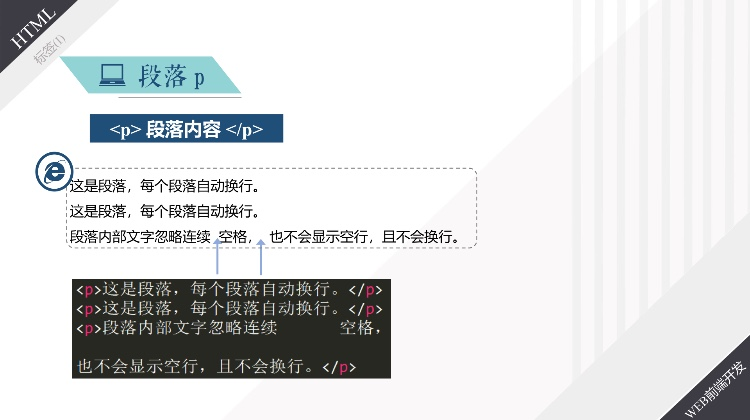 HTML
标签(1)
段落 p
<p> 段落内容 </p>
这是段落，每个段落自动换行。
这是段落，每个段落自动换行。
段落内部文字忽略连续 空格， 也不会显示空行，且不会换行。
<p>这是段落，每个段落自动换行。</p>
<p>这是段落，每个段落自动换行。</p>
<p>段落内部文字忽略连续      空格，
也不会显示空行，且不会换行。</p>
WEB前端开发